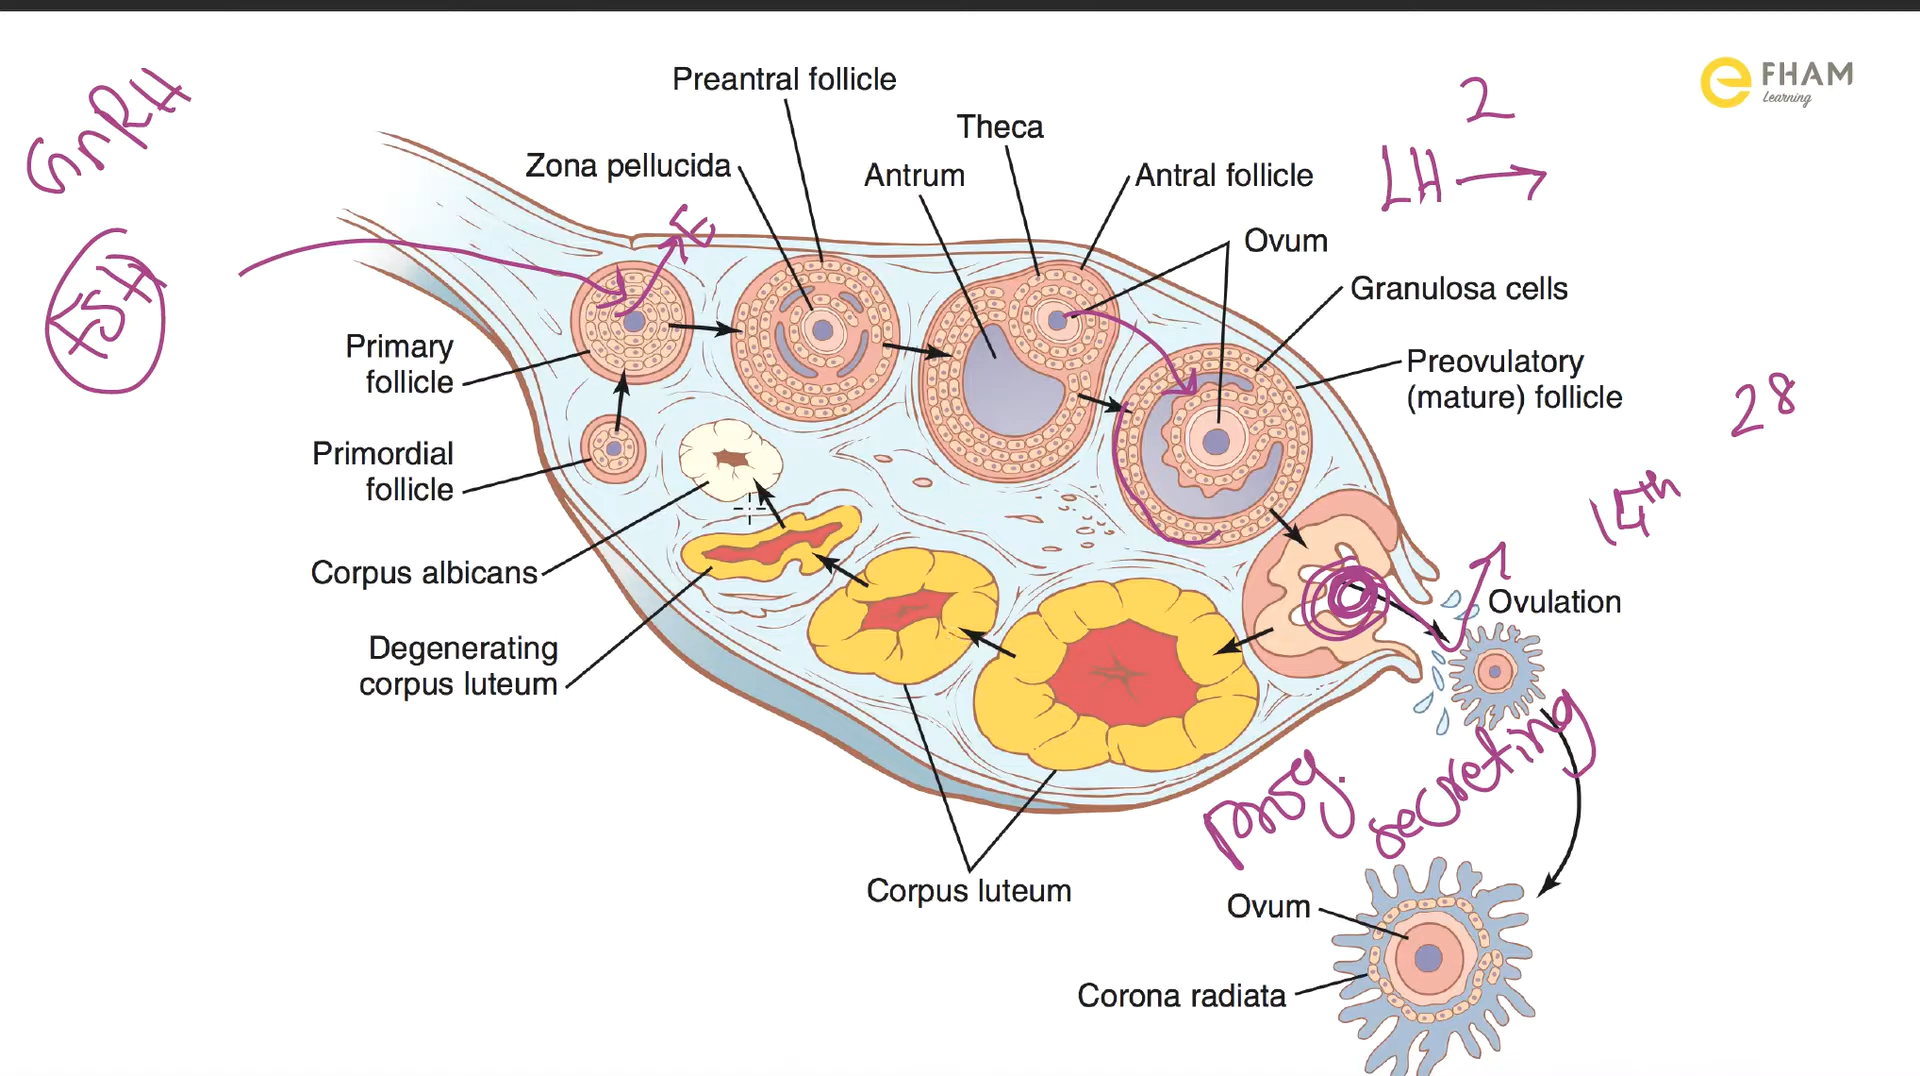 Preantral follicle
FHAM
Learning
GnRH
2
Theca
Zona pellucida
Antrum
Antral follicle
LH →
E
Ovum
FSH
Granulosa cells
Primary
follicle
Preovulatory
(mature) follicle
28
Primordial
follicle
14th
Corpus albicans
Ovulation
Degenerating
corpus luteum
prog. secreting
Corpus luteum
Ovum
Corona radiata